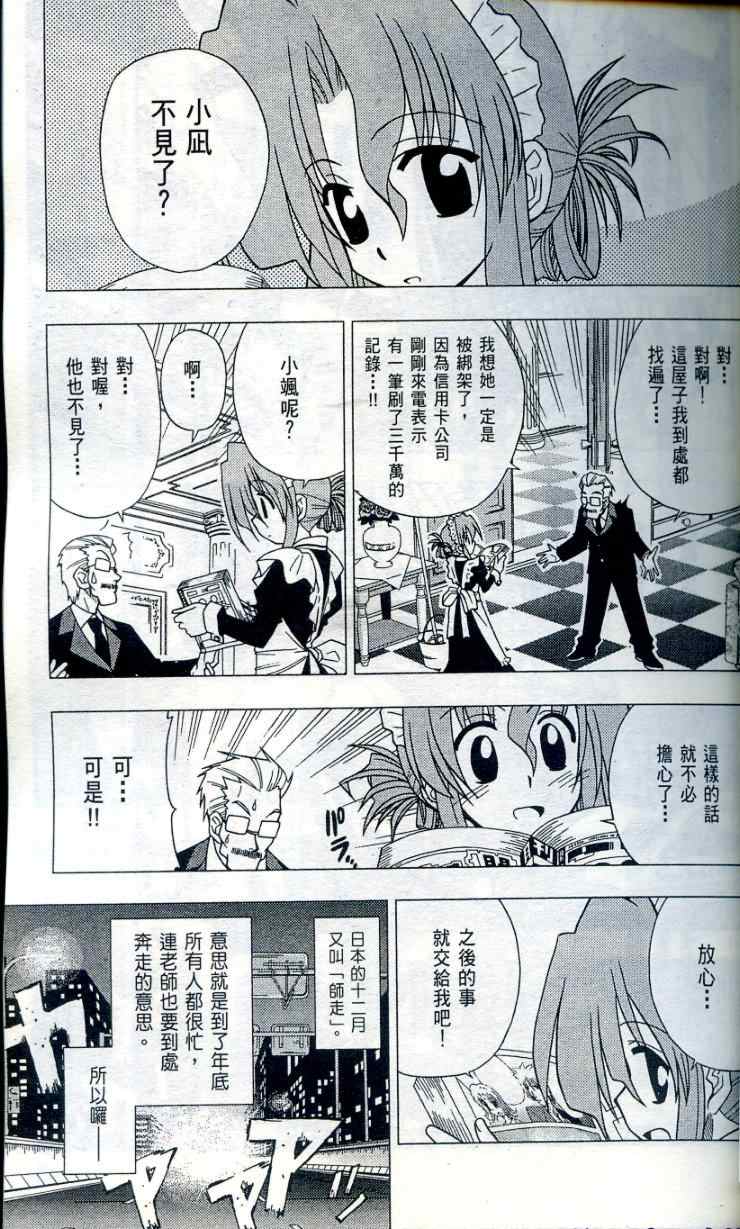 小凪
不見了?
對…
對啊!
這屋子我到處都
找遍了…
我想她一定是
被綁架了,
因為信用卡公司
剛剛來電表示
有一筆刷了三千萬的
記錄…!!
小颯呢?
啊…
對…
對喔,
他也不見了…
這樣的話
就不必
擔心了…
パラ
可…
可是!!
放心…
之後的事
就交給我吧!
日本的十二月
又叫「師走」。
意思就是到了年底
所有人都很忙,
連老師也要到處
奔走的意思。
所以囉──
キ
ア
ア
ア